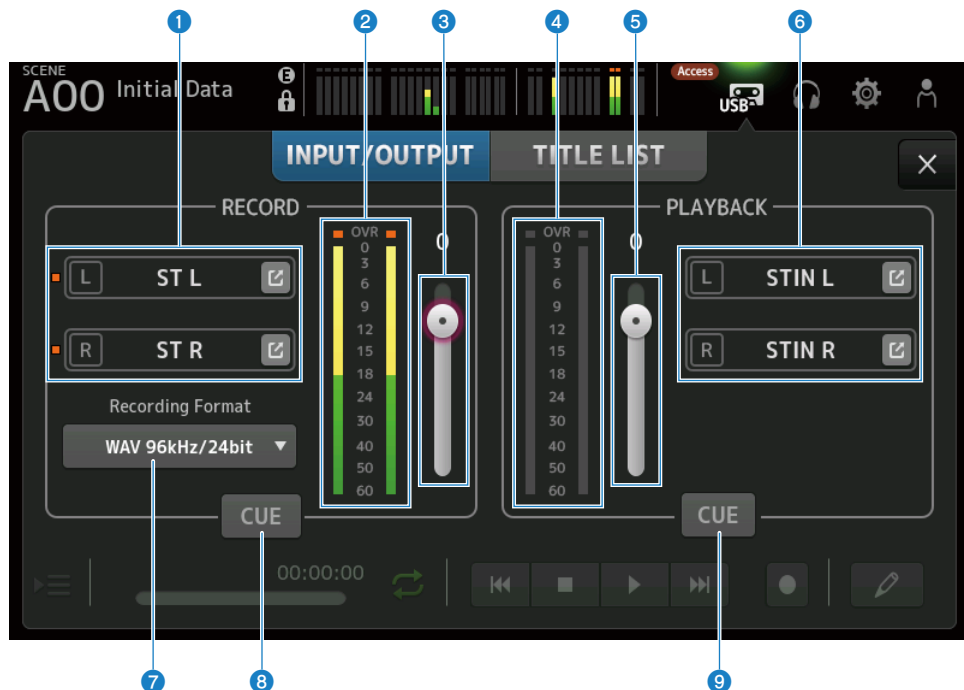 1 2 3 4 5 6
SCENE
A00 Initial Data E Access USB
INPUT/OUTPUT TITLE LIST
RECORD PLAYBACK
OVR 0 OVR 0
0 0
3 3
6 6
L ST L L STIN L
9 9
12 12
R ST R 15 15 R STIN R
18 18
Recording Format 24 24
30 30
WAV 96kHz/24bit 40 40
50 50
60 60
CUE CUE
00:00:00
7 8 9